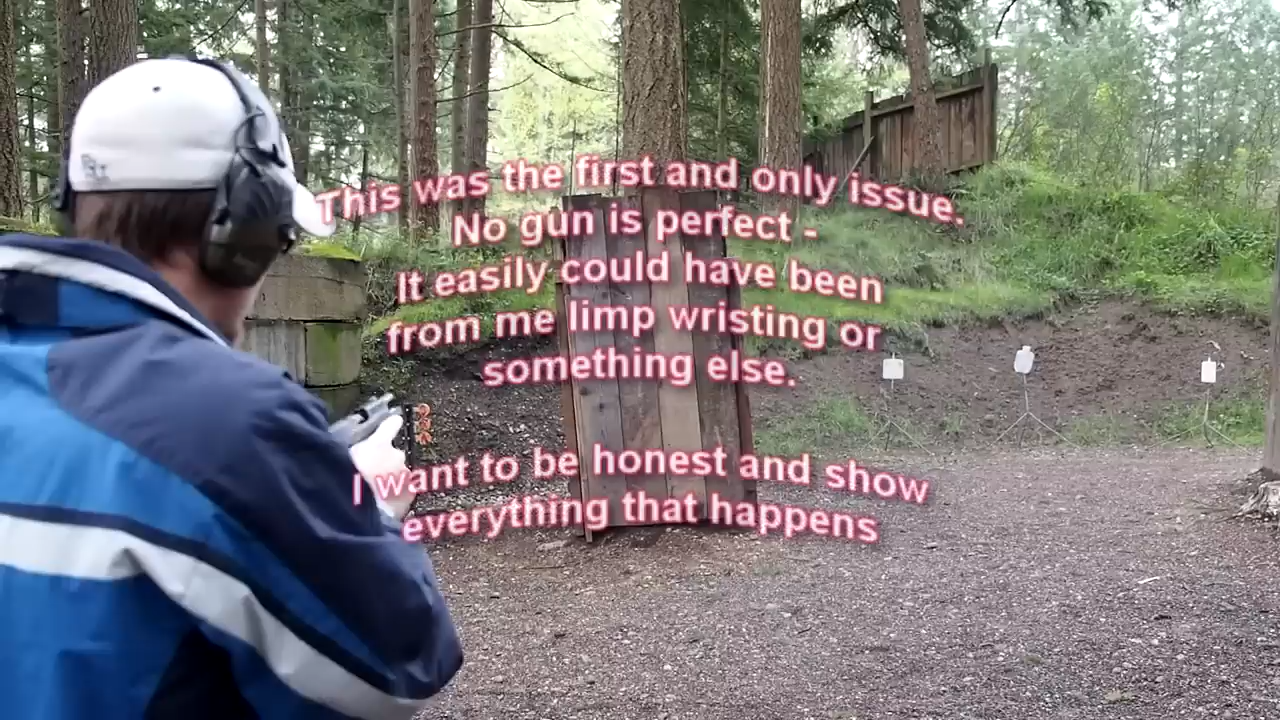 This was the first and only issue.
No gun is perfect -
It easily could have been
from me limp wristing or
something else.
I want to be honest and show
everything that happens